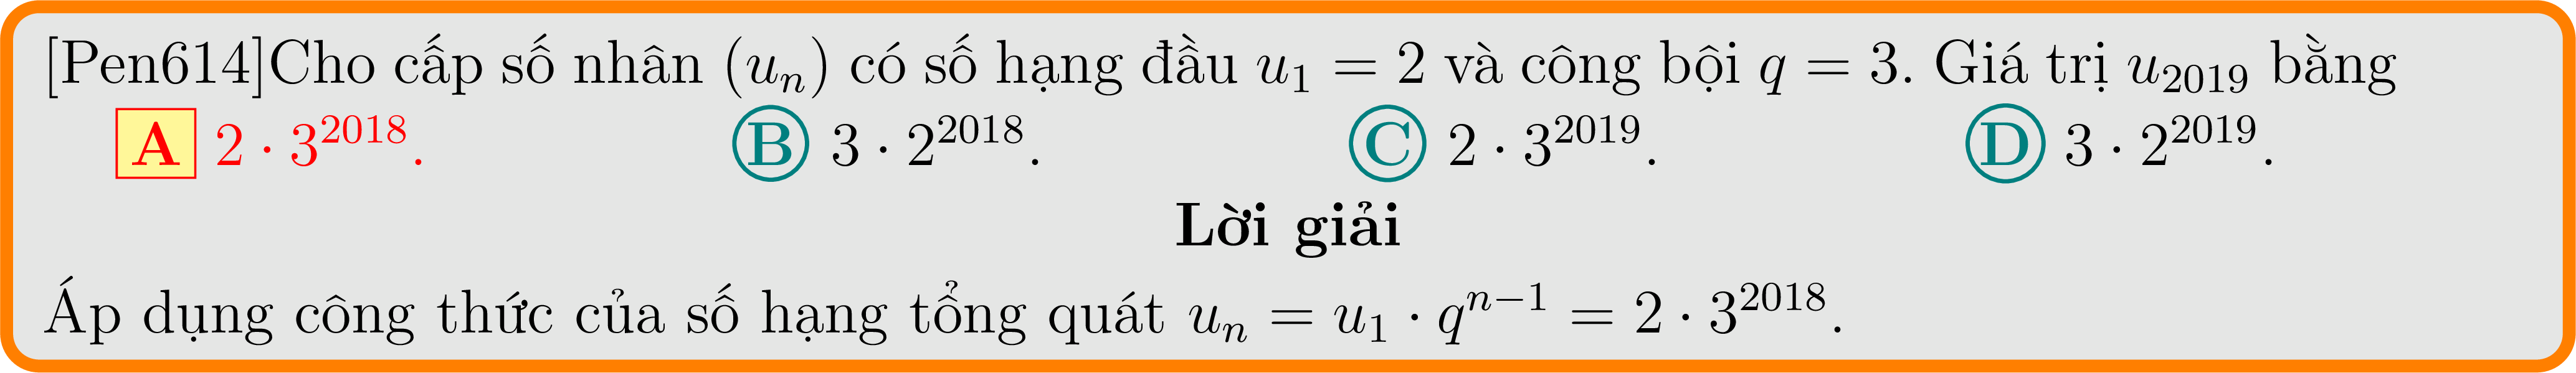 [Pen614]Cho cấp số nhân $(u_n)$ có số hạng đầu $u_1 = 2$ và công bội $q = 3$. Giá trị $u_{2019}$ bằng
A $2 \cdot 3^{2018}$. B $3 \cdot 2^{2018}$. C $2 \cdot 3^{2019}$. D $3 \cdot 2^{2019}$.
Lời giải
Áp dụng công thức của số hạng tổng quát $u_n = u_1 \cdot q^{n-1} = 2 \cdot 3^{2018}$.